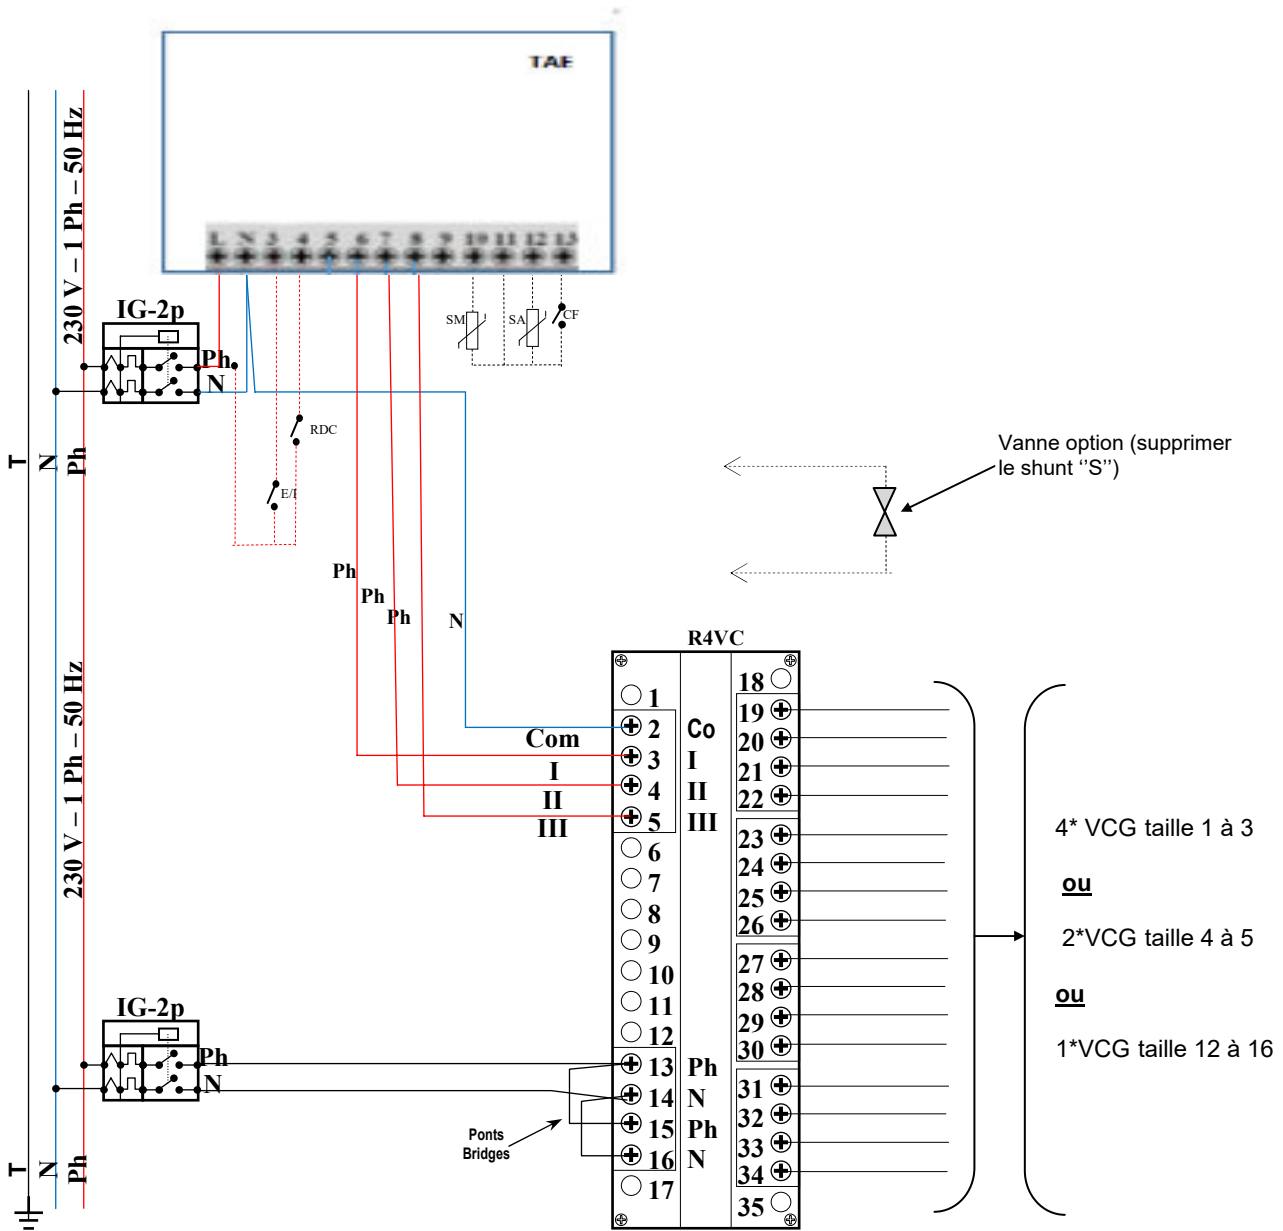 TAE
L N 3 4 5 6 7 8 9 10 11 12 13
230 V – 1 Ph – 50 Hz
IG-2p
Ph
N
SM
SA
CF
RDC
E/I
T
N
Ph
Vanne option (supprimer
le shunt ‘’S’’)
Ph
Ph
Ph
N
R4VC
1
2 Co
3 I
4 II
5 III
6
7
8
9
10
11
12
13 Ph
14 N
15 Ph
16 N
17
18
19
20
21
22
23
24
25
26
27
28
29
30
31
32
33
34
35
Com
I
II
III
230 V – 1 Ph – 50 Hz
IG-2p
Ph
N
Ponts
Bridges
T
N
Ph
4* VCG taille 1 à 3
ou
2*VCG taille 4 à 5
ou
1*VCG taille 12 à 16